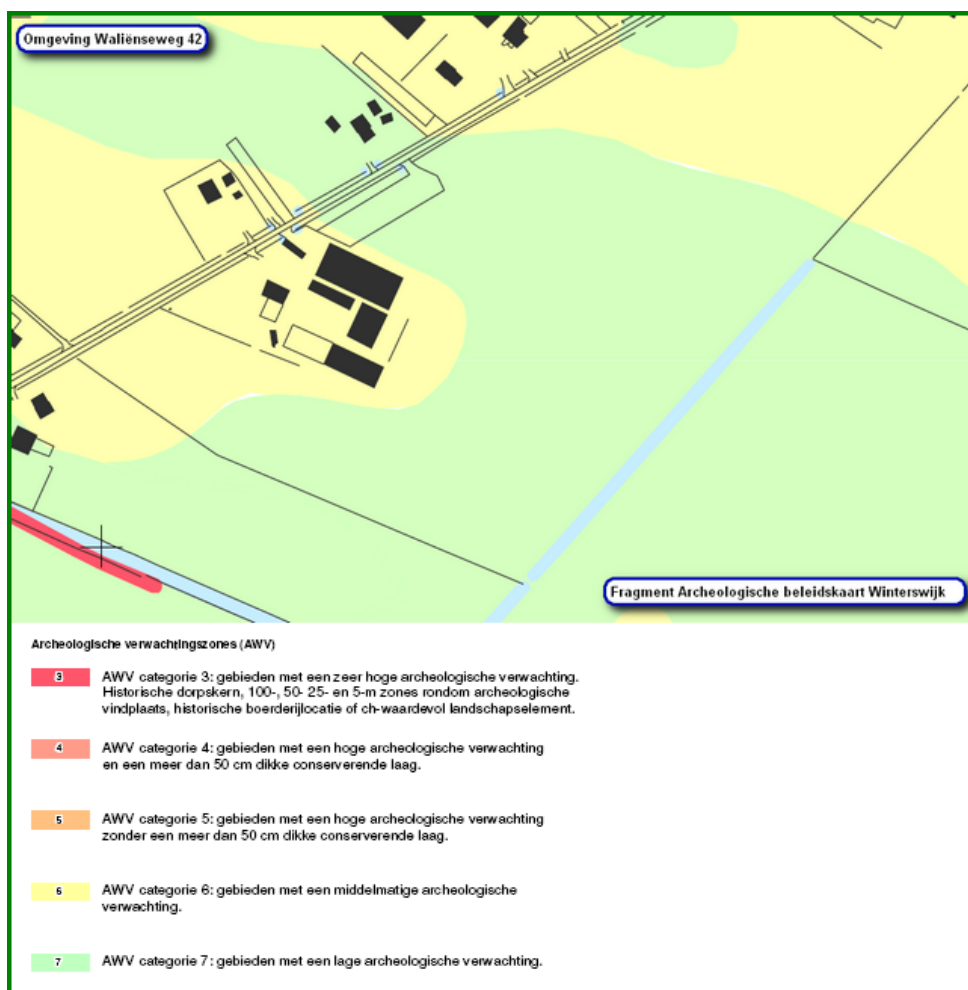 Omgeving Waliënseweg 42
Fragment Archeologische beleidskaart Winterswijk
Archeologische verwachtingszones (AWV)
3 AWV categorie 3: gebieden met een zeer hoge archeologische verwachting.
Historische dorpskern, 100-, 50- 25- en 5-m zones rondom archeologische
vindplaats, historische boerderijlocatie of ch-waardevol landschapselement.
4 AWV categorie 4: gebieden met een hoge archeologische verwachting
en een meer dan 50 cm dikke conserverende laag.
5 AWV categorie 5: gebieden met een hoge archeologische verwachting
zonder een meer dan 50 cm dikke conserverende laag.
6 AWV categorie 6: gebieden met een middelmatige archeologische
verwachting.
7 AWV categorie 7: gebieden met een lage archeologische verwachting.